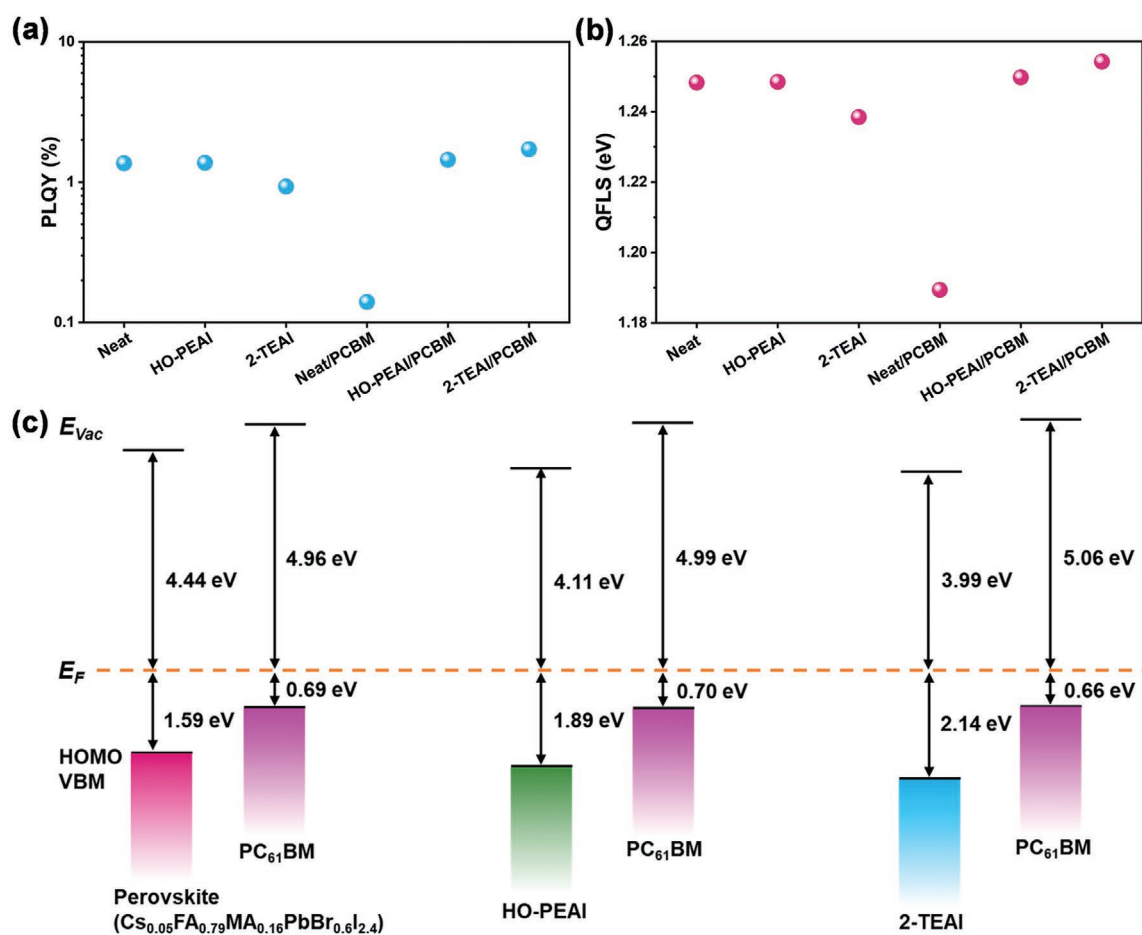 (a)
10
1
0.1
PLQY (%)
Neat
HO-PEAI
2-TEAI
Neat/PCBM
HO-PEAI/PCBM
2-TEAI/PCBM
(b)
1.26
1.24
1.22
1.20
1.18
QFLS (eV)
Neat
HO-PEAI
2-TEAI
Neat/PCBM
HO-PEAI/PCBM
2-TEAI/PCBM
(c)
E_Vac
4.44 eV
4.96 eV
4.11 eV
4.99 eV
3.99 eV
5.06 eV
E_F
1.59 eV
0.69 eV
1.89 eV
0.70 eV
2.14 eV
0.66 eV
HOMO
VBM
PC₆₁BM
PC₆₁BM
PC₆₁BM
Perovskite
(Cs₀.₀₅FA₀.₇₉MA₀.₁₆PbBr₀.₆I₂.₄)
HO-PEAI
2-TEAI